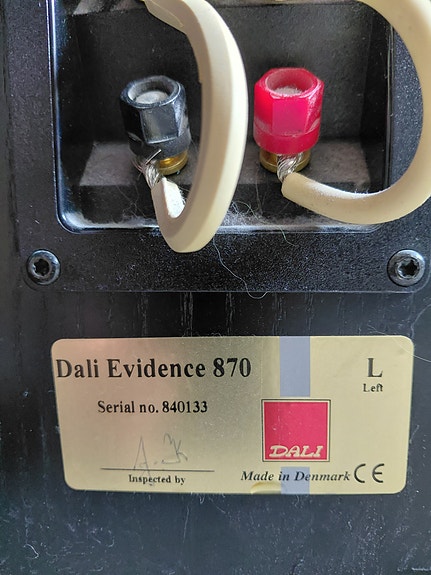 Dali Evidence 870
L
Left
Serial no. 840133
DALI
Inspected by
Made in Denmark CE